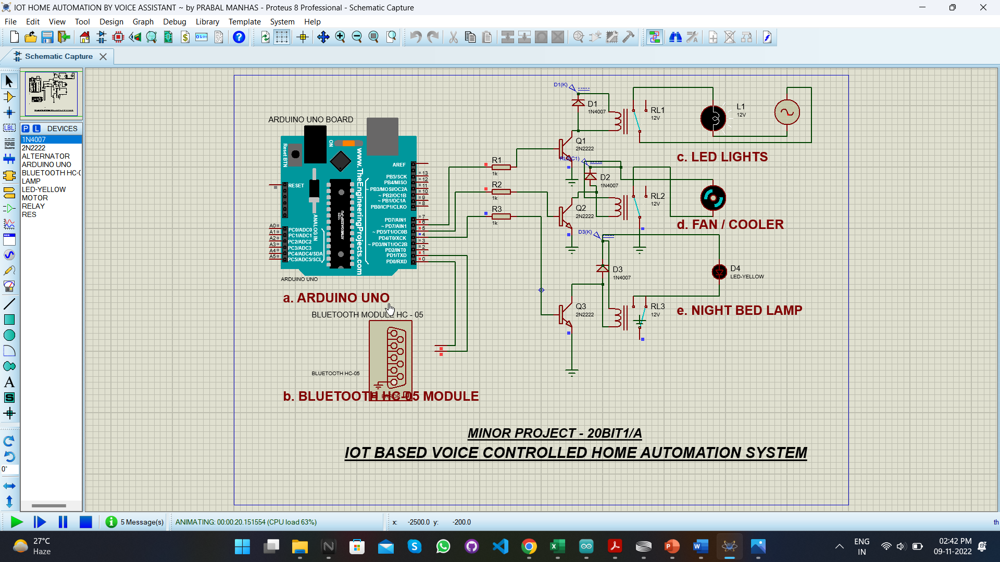 IOT HOME AUTOMATION BY VOICE ASSISTANT ~ by PRABAL MANHAS - Proteus 8 Professional - Schematic Capture
File Edit View Tool Design Graph Debug Library Template System Help
Schematic Capture
P L DEVICES
1N4007
2N2222
ALTERNATOR
ARDUINO UNO
BLUETOOTH HC-0
LAMP
LED-YELLOW
MOTOR
RELAY
RES
LBL
A
S
0°
ARDUINO UNO BOARD
Reset BTN
ON
www.TheEngineeringProjects.com
RESET
ANALOG IN
ATMEGA328P-PU
1121
AREF
PB5/SCK 13
PB4/MISO 12
~ PB3/MOSI/OC2A 11
~ PB2/OC1B 10
~ PB1/OC1A 9
PB0/ICP1/CLKO 8
PD7/AIN1 7
~ PD7/AIN1 6
~ PD5/T1/OC0B 5
PD4/T0/XCK 4
~ PD3/INT1/OC2B 3
PD2/INT0 2
PD1/TXD 1
PD0/RXD 0
A0 PC0/ADC0
A1 PC1/ADC1
A2 PC2/ADC2
A3 PC3/ADC3
A4 PC4/ADC4/SDA
A5 PC5/ADC5/SCL
ARDUINO UNO
a. ARDUINO UNO
BLUETOOTH MODULE HC - 05
BLUETOOTH HC-05
ERROR
b. BLUETOOTH HC-05 MODULE
R1
1k
R2
1k
R3
1k
D1(K)
D1
1N4007
RL1
12V
L1
12V
Q1
2N2222
c. LED LIGHTS
D2
1N4007
RL2
12V
Q2
2N2222
d. FAN / COOLER
D3(K)
D3
1N4007
D4
LED-YELLOW
Q3
2N2222
RL3
12V
e. NIGHT BED LAMP
MINOR PROJECT - 20BIT1/A
IOT BASED VOICE CONTROLLED HOME AUTOMATION SYSTEM
5 Message(s) ANIMATING: 00:00:20.151554 (CPU load 63%) x: -2500.0 y: -200.0 th
27°C
Haze
ENG
IN
02:42 PM
09-11-2022